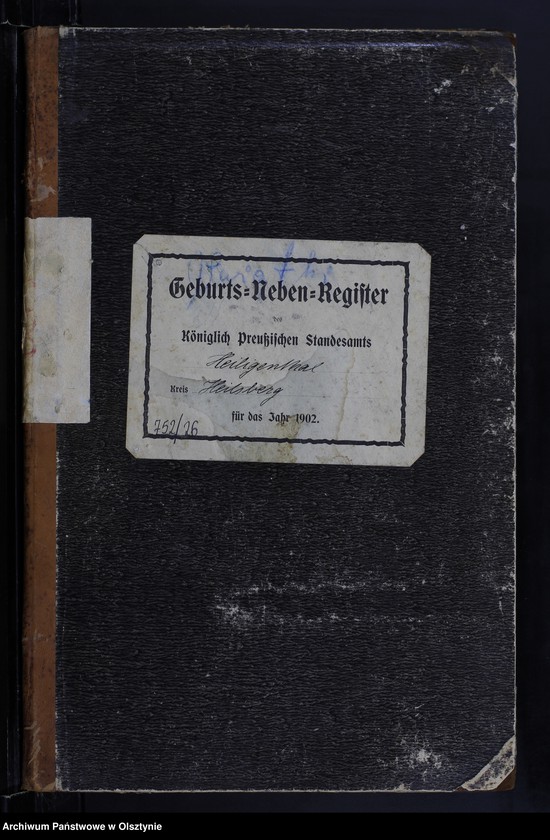 Geburts-Neben-Register
des
Königlich Preußischen Standesamts
Heiligenthal
Kreis Heilsberg
für das Jahr 1902.
752/26
Archiwum Państwowe w Olsztynie